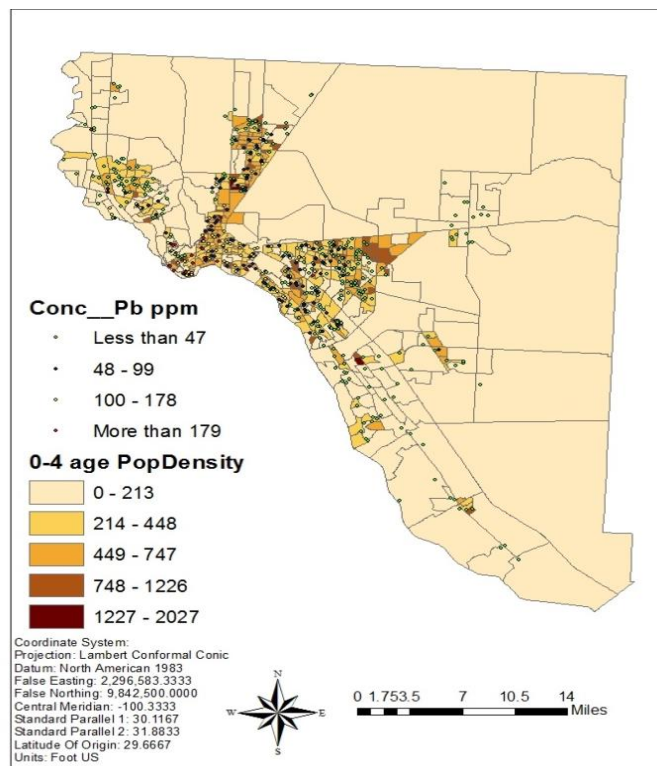 Conc__Pb ppm
Less than 47
48 - 99
100 - 178
More than 179
0-4 age PopDensity
0 - 213
214 - 448
449 - 747
748 - 1226
1227 - 2027
Coordinate System:
Projection: Lambert Conformal Conic
Datum: North American 1983
False Easting: 2,296,583.3333
False Northing: 9,842,500.0000
Central Meridian: -100.3333
Standard Parallel 1: 30.1167
Standard Parallel 2: 31.8833
Latitude Of Origin: 29.6667
Units: Foot US
N
W E
S
0 1.753.5 7 10.5 14
Miles